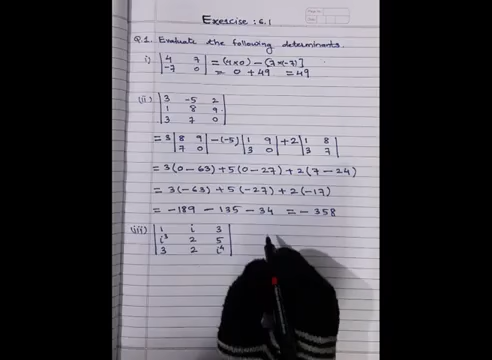 Exercise : 6.1
Q.1. Evaluate the following determinants.
i) | 4 7 | = (4×0) − [7×(-7)]
| -7 0 | = 0 + 49 = 49
(ii) | 3 -5 2 |
| 1 8 9 |
| 3 7 0 |
= 3 | 8 9 | −(-5) | 1 9 | + 2 | 1 8 |
| 7 0 | | 3 0 | | 3 7 |
= 3(0 − 63) + 5(0 − 27) + 2(7 − 24)
= 3(−63) + 5(−27) + 2(−17)
= −189 − 135 − 34 = − 358
(iii) | 1 i 3 |
| i³ 2 5 |
| 3 2 i⁴ |